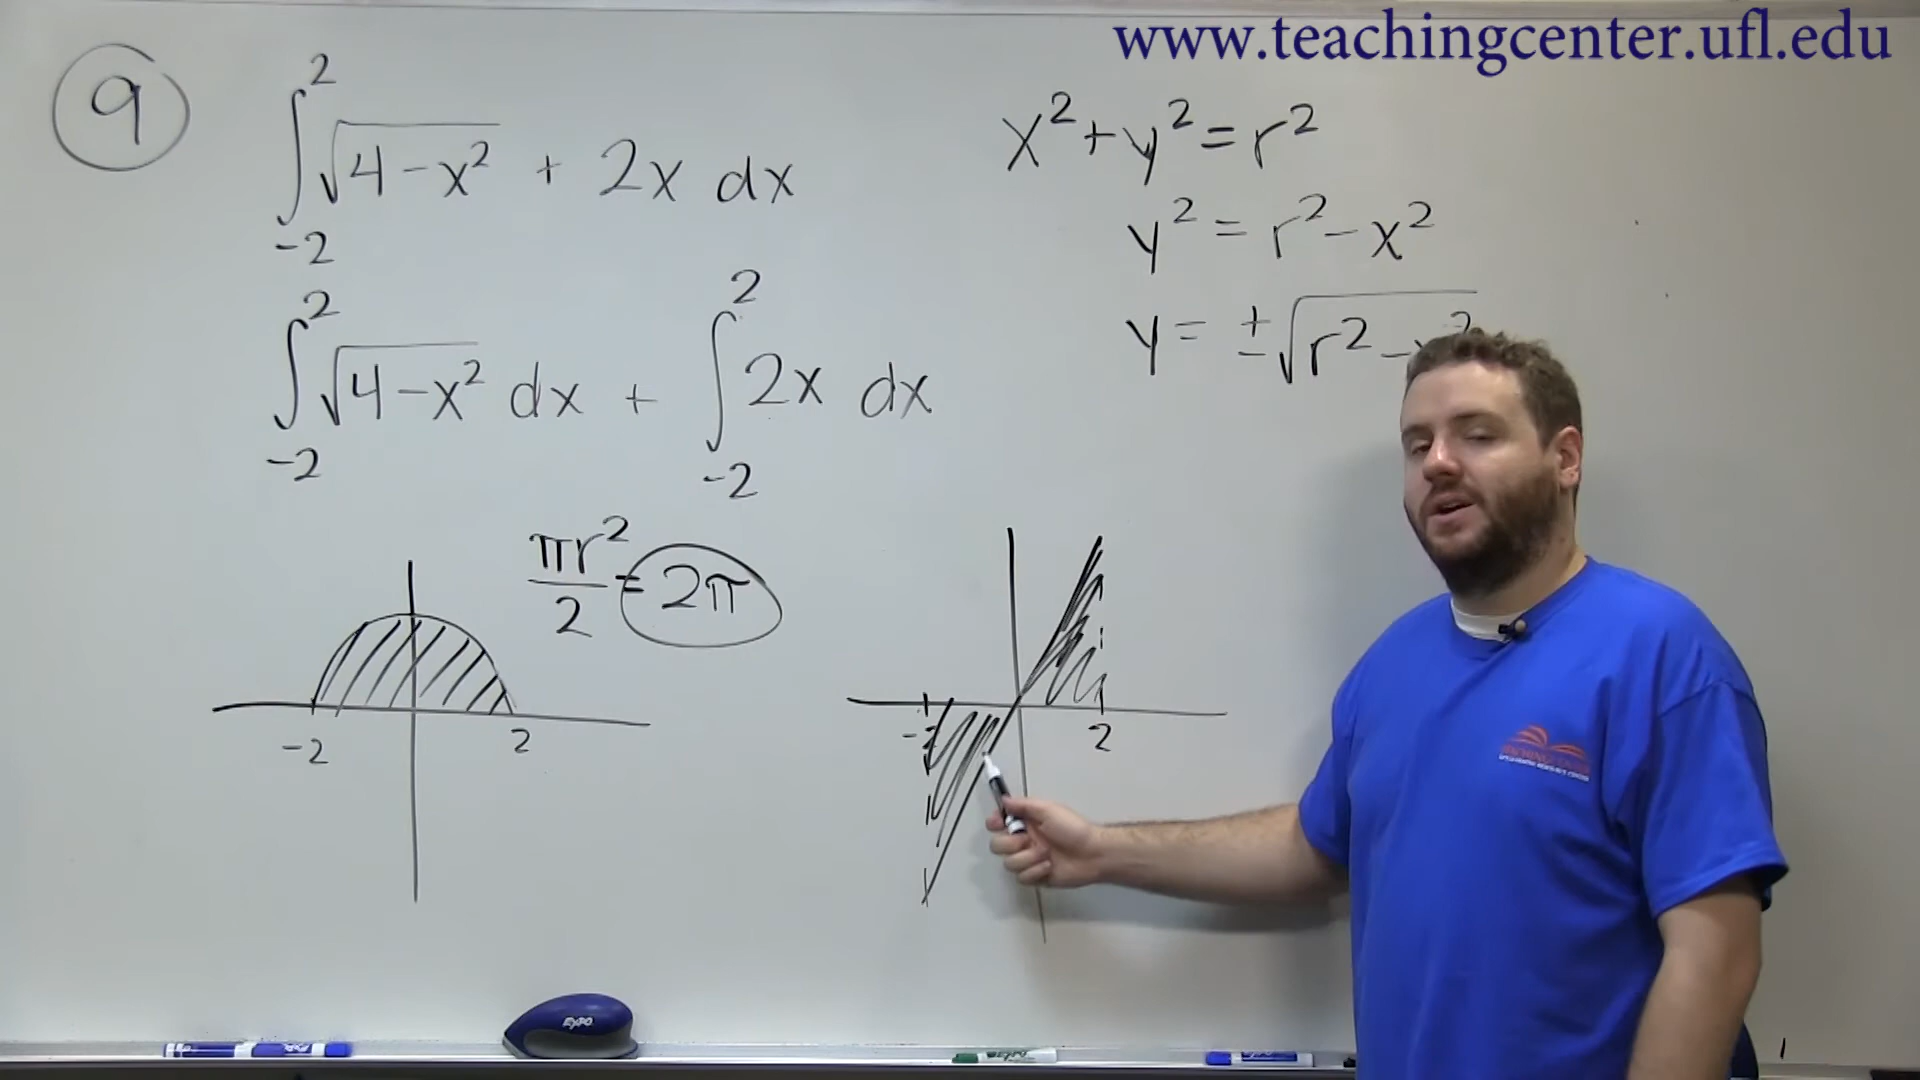 www.teachingcenter.ufl.edu
9
∫_{-2}^{2} √(4-x²) + 2x dx
∫_{-2}^{2} √(4-x²) dx + ∫_{-2}^{2} 2x dx
x² + y² = r²
y² = r² - x²
y = ±√(r² -
πr²/2 = 2π
-2 2
-2 2
EXPO